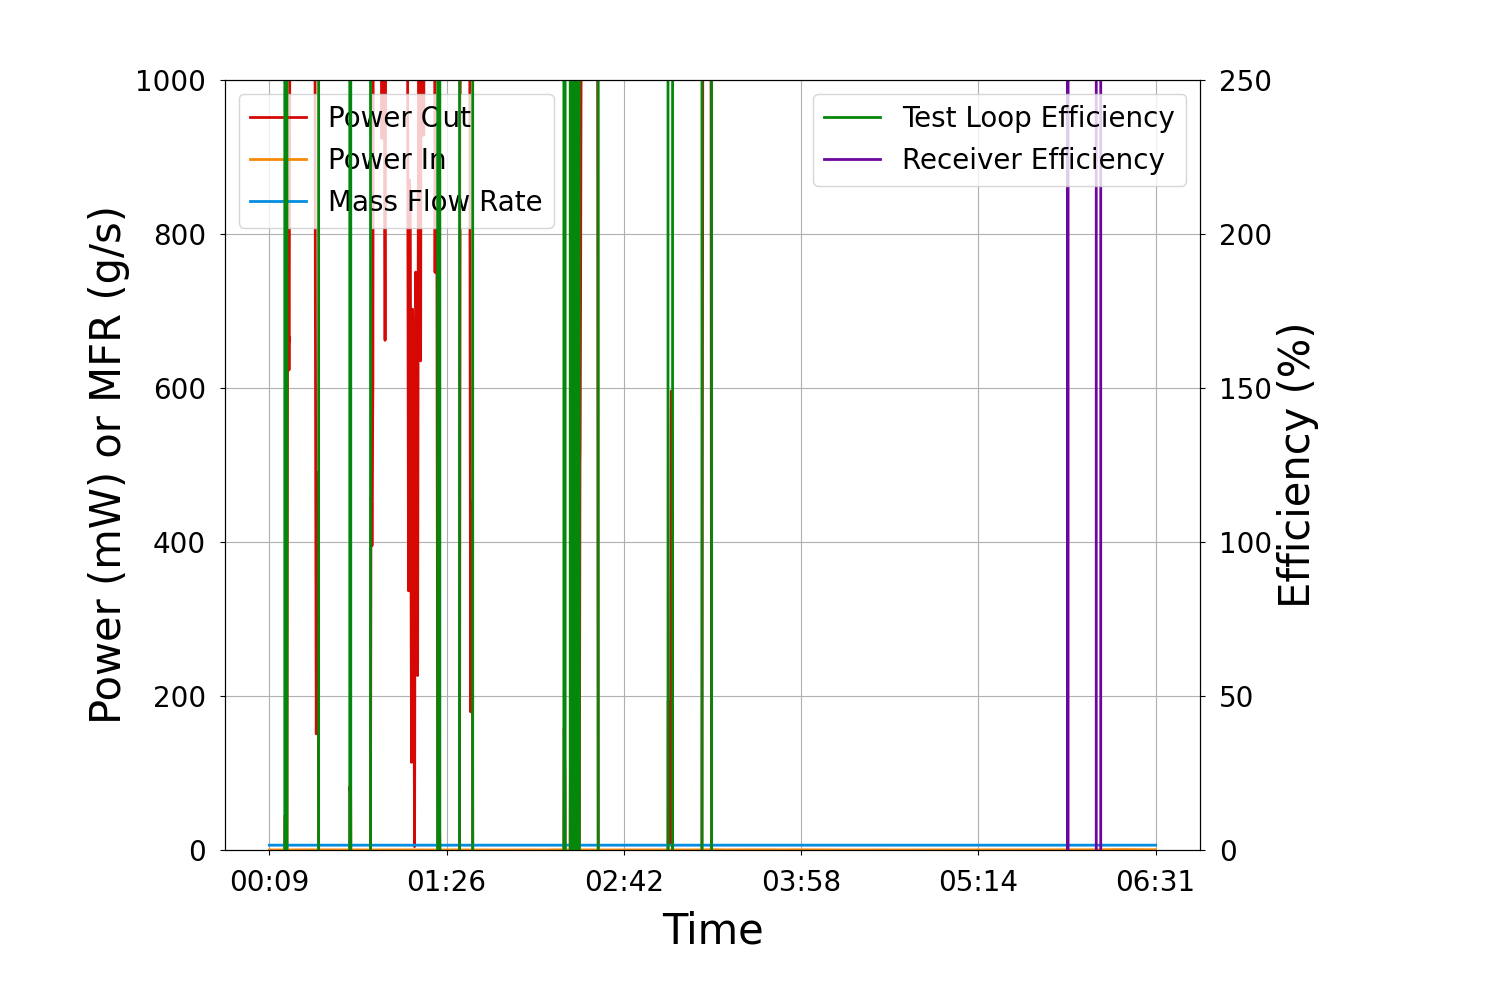 1000
800
600
400
200
0
Power (mW) or MFR (g/s)
Power Out
Power In
Mass Flow Rate
Test Loop Efficiency
Receiver Efficiency
250
200
150
100
50
0
Efficiency (%)
00:09 01:26 02:42 03:58 05:14 06:31
Time